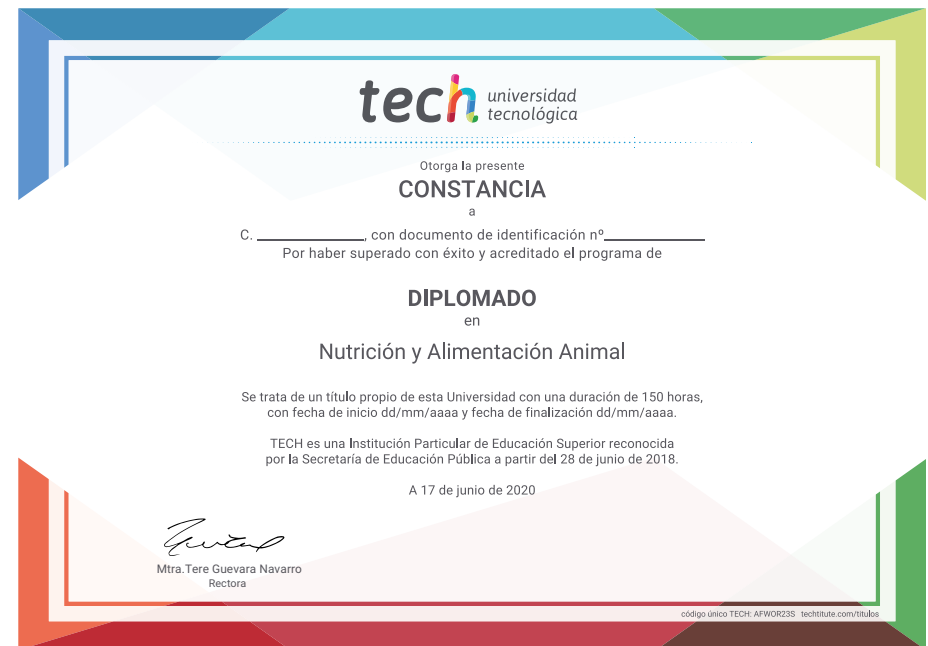 tech universidad
tecnológica
Otorga la presente
CONSTANCIA
a
C. ______________, con documento de identificación nº_____________
Por haber superado con éxito y acreditado el programa de
DIPLOMADO
en
Nutrición y Alimentación Animal
Se trata de un título propio de esta Universidad con una duración de 150 horas,
con fecha de inicio dd/mm/aaaa y fecha de finalización dd/mm/aaaa.
TECH es una Institución Particular de Educación Superior reconocida
por la Secretaría de Educación Pública a partir del 28 de junio de 2018.
A 17 de junio de 2020
Mtra.Tere Guevara Navarro
Rectora
código único TECH: AFWOR23S techtitute.com/titulos